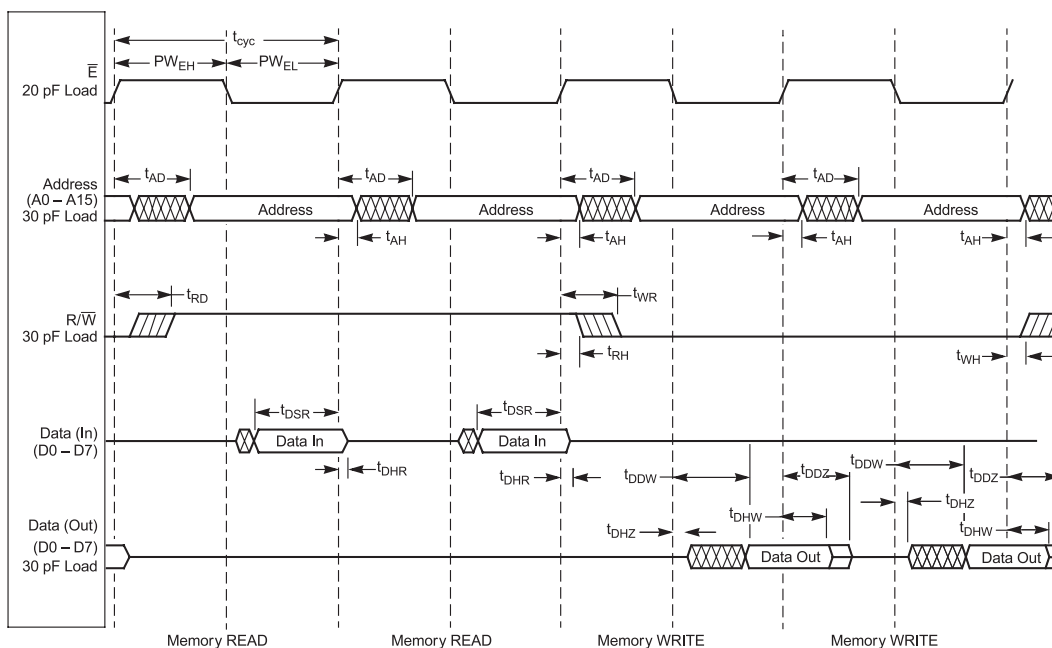 t_cyc
PW_EH PW_EL
E̅
20 pF Load
t_AD t_AD t_AD t_AD
Address
(A0 – A15)
30 pF Load
Address Address Address Address
t_AH t_AH t_AH t_AH
t_RD t_WR
R/W̅
30 pF Load
t_RH t_WH
t_DSR t_DSR
Data (In)
(D0 – D7)
Data In Data In
t_DHR t_DHR t_DDW t_DDZ t_DDW t_DDZ
t_DHZ t_DHW t_DHZ t_DHW
Data (Out)
(D0 – D7)
30 pF Load
Data Out Data Out
Memory READ Memory READ Memory WRITE Memory WRITE